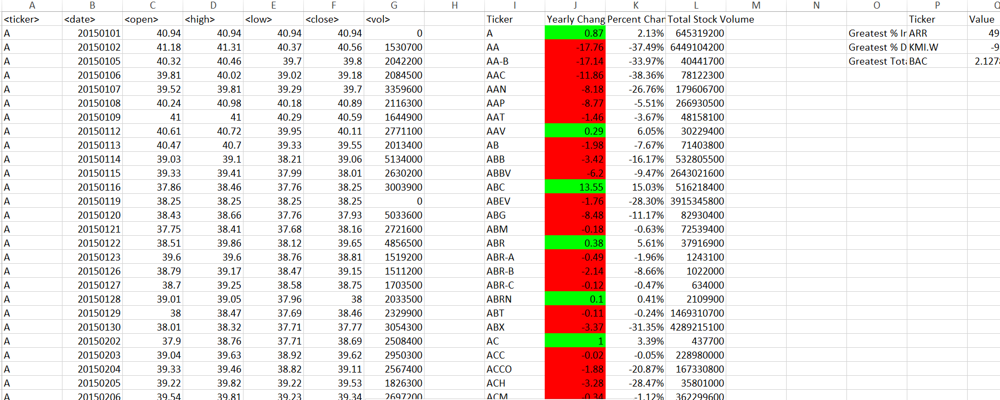 A B C D E F G H I J K L M N O P Q
<ticker> <date> <open> <high> <low> <close> <vol> Ticker Yearly Chang Percent Char Total Stock Volume Ticker Value
A 20150101 40.94 40.94 40.94 40.94 0 A 0.87 2.13% 645319200 Greatest % Ir ARR 49
A 20150102 41.18 41.31 40.37 40.56 1530700 AA -17.76 -37.49% 6449104200 Greatest % D KMI.W -9
A 20150105 40.32 40.46 39.7 39.8 2042200 AA-B -17.14 -33.97% 40441700 Greatest Tota BAC 2.1278
A 20150106 39.81 40.02 39.02 39.18 2084500 AAC -11.86 -38.36% 78122300
A 20150107 39.52 39.81 39.29 39.7 3359600 AAN -8.18 -26.76% 179606700
A 20150108 40.24 40.98 40.18 40.89 2116300 AAP -8.77 -5.51% 266930500
A 20150109 41 41 40.29 40.59 1644900 AAT -1.46 -3.67% 48158100
A 20150112 40.61 40.72 39.95 40.11 2771100 AAV 0.29 6.05% 30229400
A 20150113 40.47 40.7 39.33 39.55 2013400 AB -1.98 -7.67% 71403800
A 20150114 39.03 39.1 38.21 39.06 5134000 ABB -3.42 -16.17% 532805500
A 20150115 39.33 39.41 37.99 38.01 2630200 ABBV -6.2 -9.47% 2643021600
A 20150116 37.86 38.46 37.76 38.25 3003900 ABC 13.55 15.03% 516218400
A 20150119 38.25 38.25 38.25 38.25 0 ABEV -1.76 -28.30% 3915345800
A 20150120 38.43 38.66 37.76 37.93 5033600 ABG -8.48 -11.17% 82930400
A 20150121 37.75 38.41 37.68 38.16 2721600 ABM -0.18 -0.63% 72539400
A 20150122 38.51 39.86 38.12 39.65 4856500 ABR 0.38 5.61% 37916900
A 20150123 39.6 39.6 38.76 38.81 1519200 ABR-A -0.49 -1.96% 1243100
A 20150126 38.79 39.17 38.47 39.15 1511200 ABR-B -2.14 -8.66% 1022000
A 20150127 38.7 39.25 38.58 38.75 1703500 ABR-C -0.12 -0.47% 634000
A 20150128 39.01 39.05 37.96 38 2033500 ABRN 0.1 0.41% 2109900
A 20150129 38 38.47 37.69 38.46 2329900 ABT -0.11 -0.24% 1469310700
A 20150130 38.01 38.32 37.71 37.77 3054300 ABX -3.37 -31.35% 4289215100
A 20150202 37.9 38.76 37.71 38.69 2508400 AC 1 3.39% 437700
A 20150203 39.04 39.63 38.92 39.62 2950300 ACC -0.02 -0.05% 228980000
A 20150204 39.33 39.46 38.82 39.11 2567400 ACCO -1.88 -20.87% 167330800
A 20150205 39.22 39.82 39.22 39.53 1826300 ACH -3.28 -28.47% 35801000
A 20150206 39.54 39.81 39.23 39.34 2697200 ACM -0.34 -1.12% 362299600